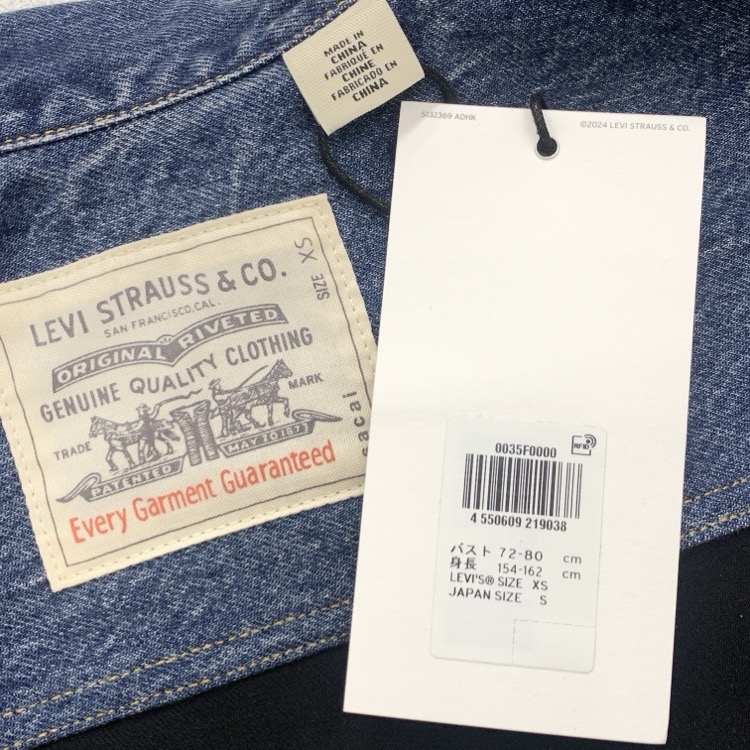 MADE IN
CHINA
FABRIQUÉ EN
CHINE
FABRICADO EN
CHINA
S132369 ADHK
©2024 LEVI STRAUSS & CO.
LEVI STRAUSS & CO.
SIZE XS
SAN FRANCISCO, CAL.
ORIGINAL RIVETED
GENUINE QUALITY CLOTHING
TRADE MARK
PATENTED MAY 20 1873
Every Garment Guaranteed
sacai
RFID
0035F0000
4 550609 219038
バスト 72-80 cm
身長 154-162 cm
LEVI'S® SIZE XS
JAPAN SIZE S